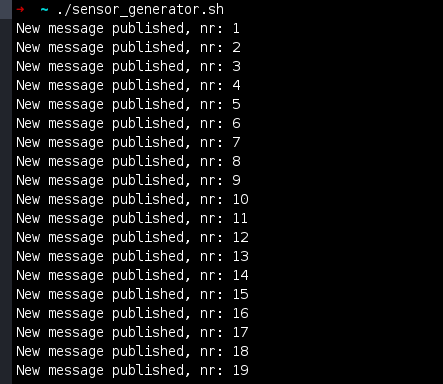 ➜ ~ ./sensor_generator.sh
New message published, nr: 1
New message published, nr: 2
New message published, nr: 3
New message published, nr: 4
New message published, nr: 5
New message published, nr: 6
New message published, nr: 7
New message published, nr: 8
New message published, nr: 9
New message published, nr: 10
New message published, nr: 11
New message published, nr: 12
New message published, nr: 13
New message published, nr: 14
New message published, nr: 15
New message published, nr: 16
New message published, nr: 17
New message published, nr: 18
New message published, nr: 19